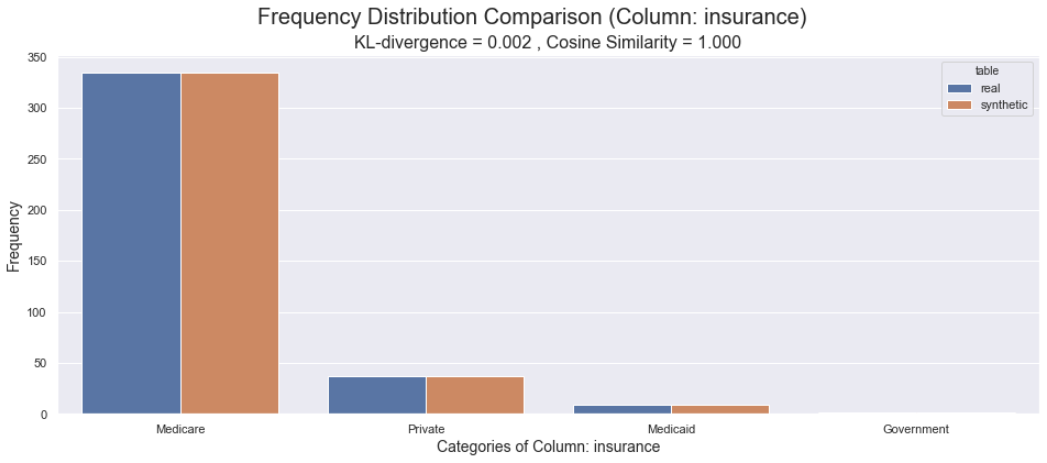 Frequency Distribution Comparison (Column: insurance)
KL-divergence = 0.002 , Cosine Similarity = 1.000
350
300
250
200
150
100
50
0
Frequency
table
real
synthetic
Medicare Private Medicaid Government
Categories of Column: insurance